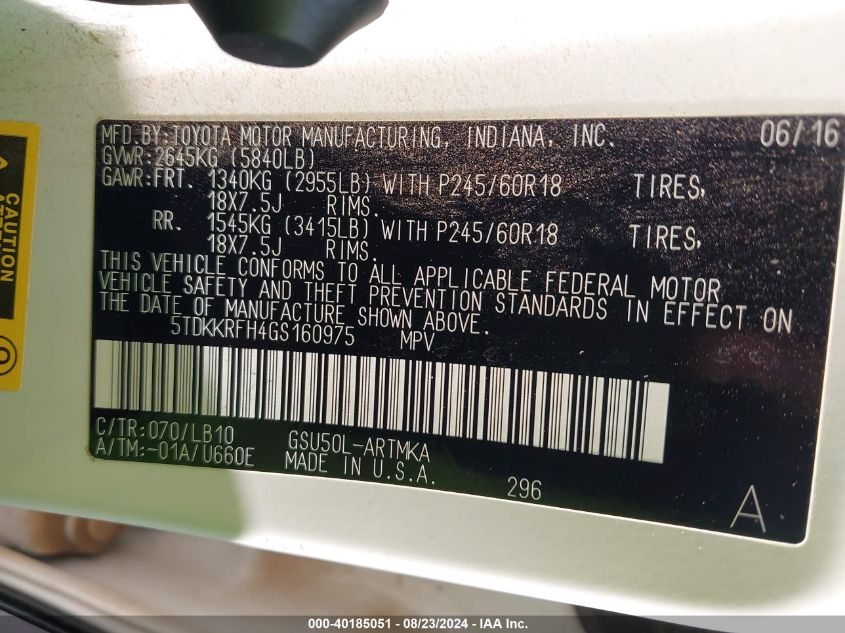 MFD.BY:TOYOTA MOTOR MANUFACTURING, INDIANA, INC. 06/16
GVWR:2645KG (5840LB)
GAWR:FRT. 1340KG (2955LB) WITH P245/60R18 TIRES,
18X7.5J RIMS.
RR. 1545KG (3415LB) WITH P245/60R18 TIRES,
18X7.5J RIMS.
THIS VEHICLE CONFORMS TO ALL APPLICABLE FEDERAL MOTOR
VEHICLE SAFETY AND THEFT PREVENTION STANDARDS IN EFFECT ON
THE DATE OF MANUFACTURE SHOWN ABOVE.
5TDKKRFH4GS160975 MPV
C/TR:070/LB10 GSU50L-ARTMKA
A/TM:-01A/U660E MADE IN U.S.A. 296
A
CAUTION
000-40185051 - 08/23/2024 - IAA Inc.